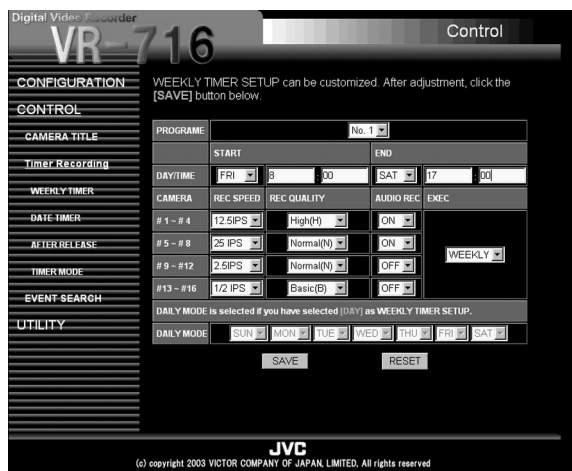 Digital Video Recorder
VR-716
Control
CONFIGURATION
CONTROL
CAMERA TITLE
Timer Recording
WEEKLY TIMER
DATE TIMER
AFTER RELEASE
TIMER MODE
EVENT SEARCH
UTILITY
WEEKLY TIMER SETUP can be customized. After adjustment, click the
[SAVE] button below.
PROGRAME No. 1
START END
DAY/TIME FRI 8 : 00 SAT 17 : 00
CAMERA REC SPEED REC QUALITY AUDIO REC EXEC
# 1 ~ # 4 12.5IPS High(H) ON
# 5 ~ # 8 25 IPS Normal(N) ON
WEEKLY
# 9 ~ #12 2.5IPS Normal(N) OFF
#13 ~ #16 1/2 IPS Basic(B) OFF
DAILY MODE is selected if you have selected [DAY] as WEEKLY TIMER SETUP.
DAILY MODE SUN MON TUE WED THU FRI SAT
SAVE RESET
JVC
(c) copyright 2003 VICTOR COMPANY OF JAPAN, LIMITED, All rights reserved